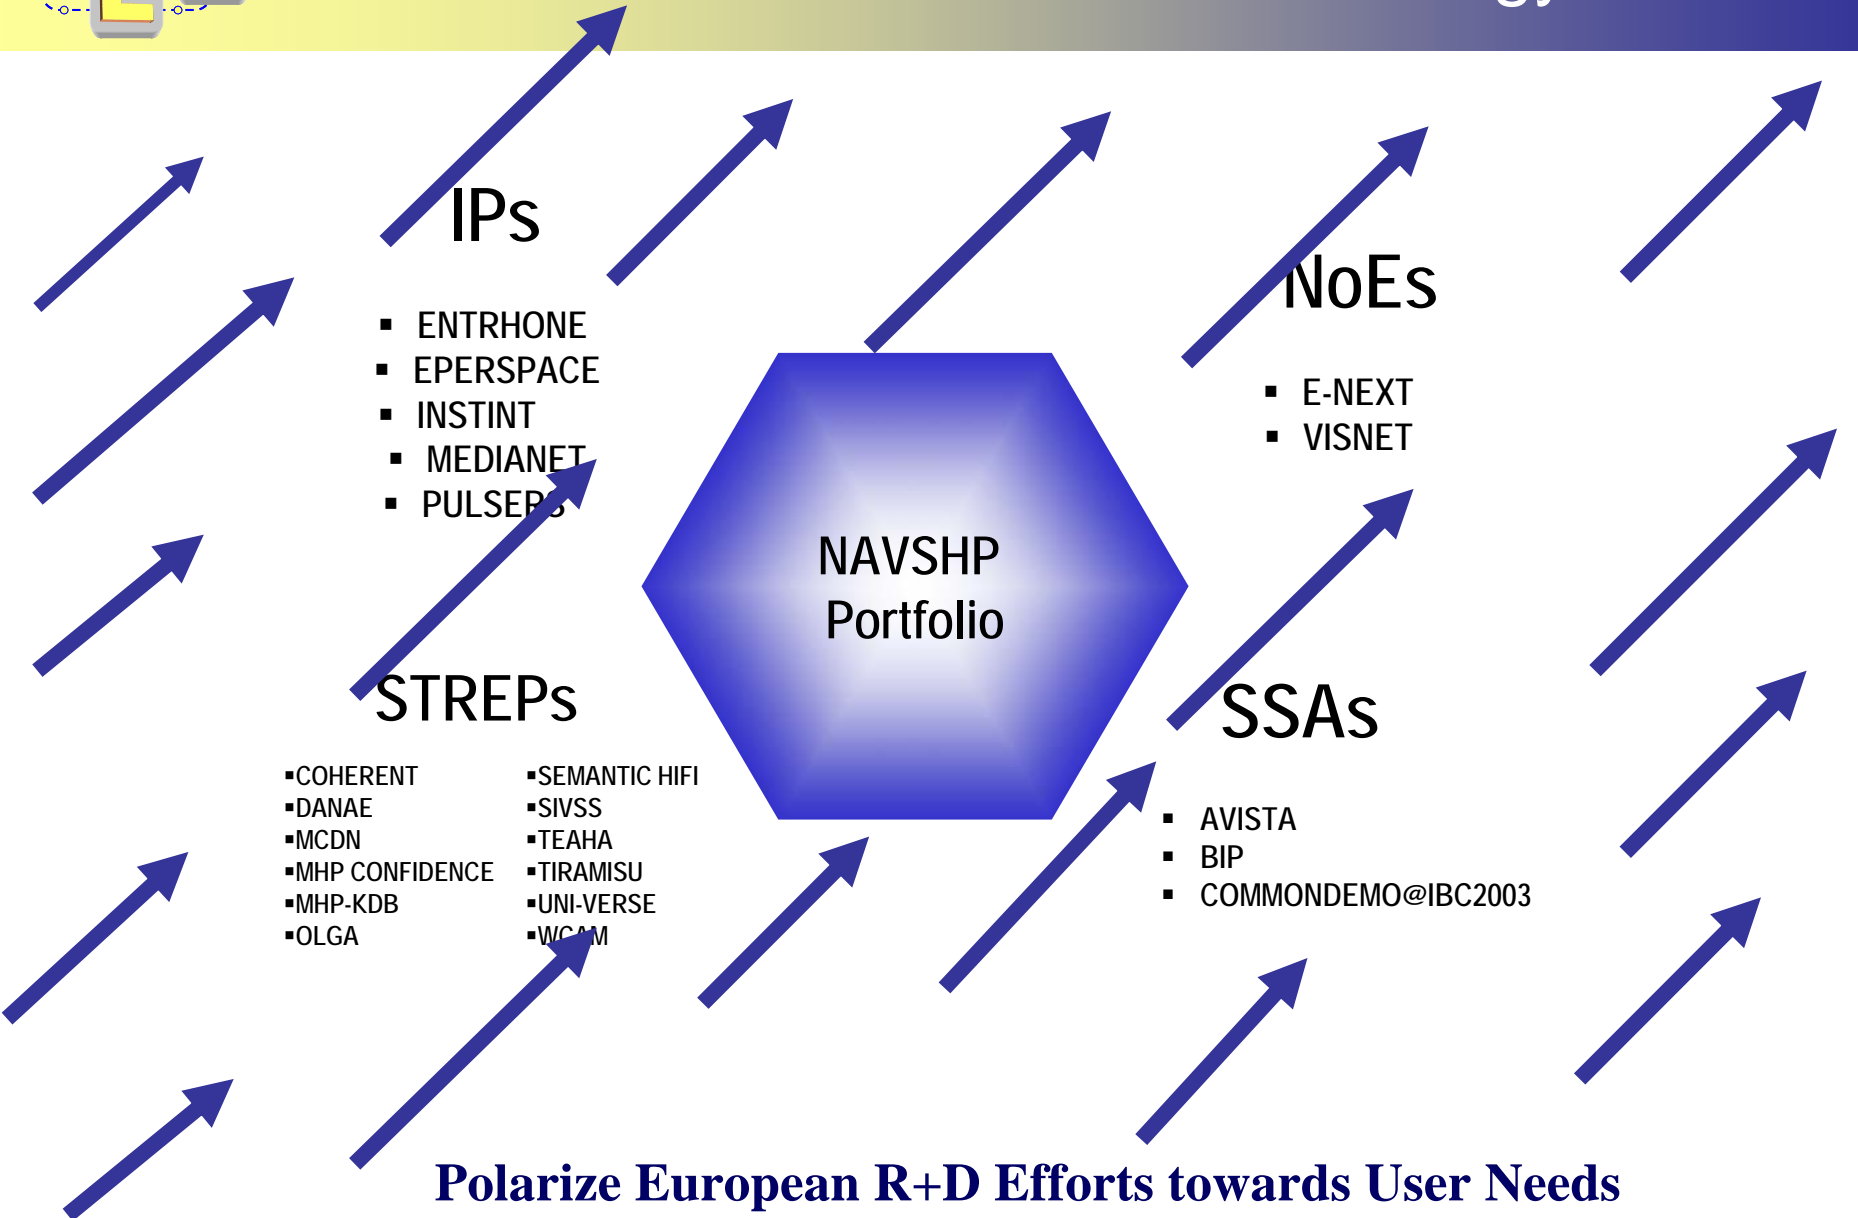 IPs
▪ ENTRHONE
▪ EPERSPACE
▪ INSTINT
▪ MEDIANET
▪ PULSERS
NoEs
▪ E-NEXT
▪ VISNET
NAVSHP
Portfolio
STREPs
▪COHERENT
▪DANAE
▪MCDN
▪MHP CONFIDENCE
▪MHP-KDB
▪OLGA
▪SEMANTIC HIFI
▪SIVSS
▪TEAHA
▪TIRAMISU
▪UNI-VERSE
▪WCAM
SSAs
▪ AVISTA
▪ BIP
▪ COMMONDEMO@IBC2003
Polarize European R+D Efforts towards User Needs